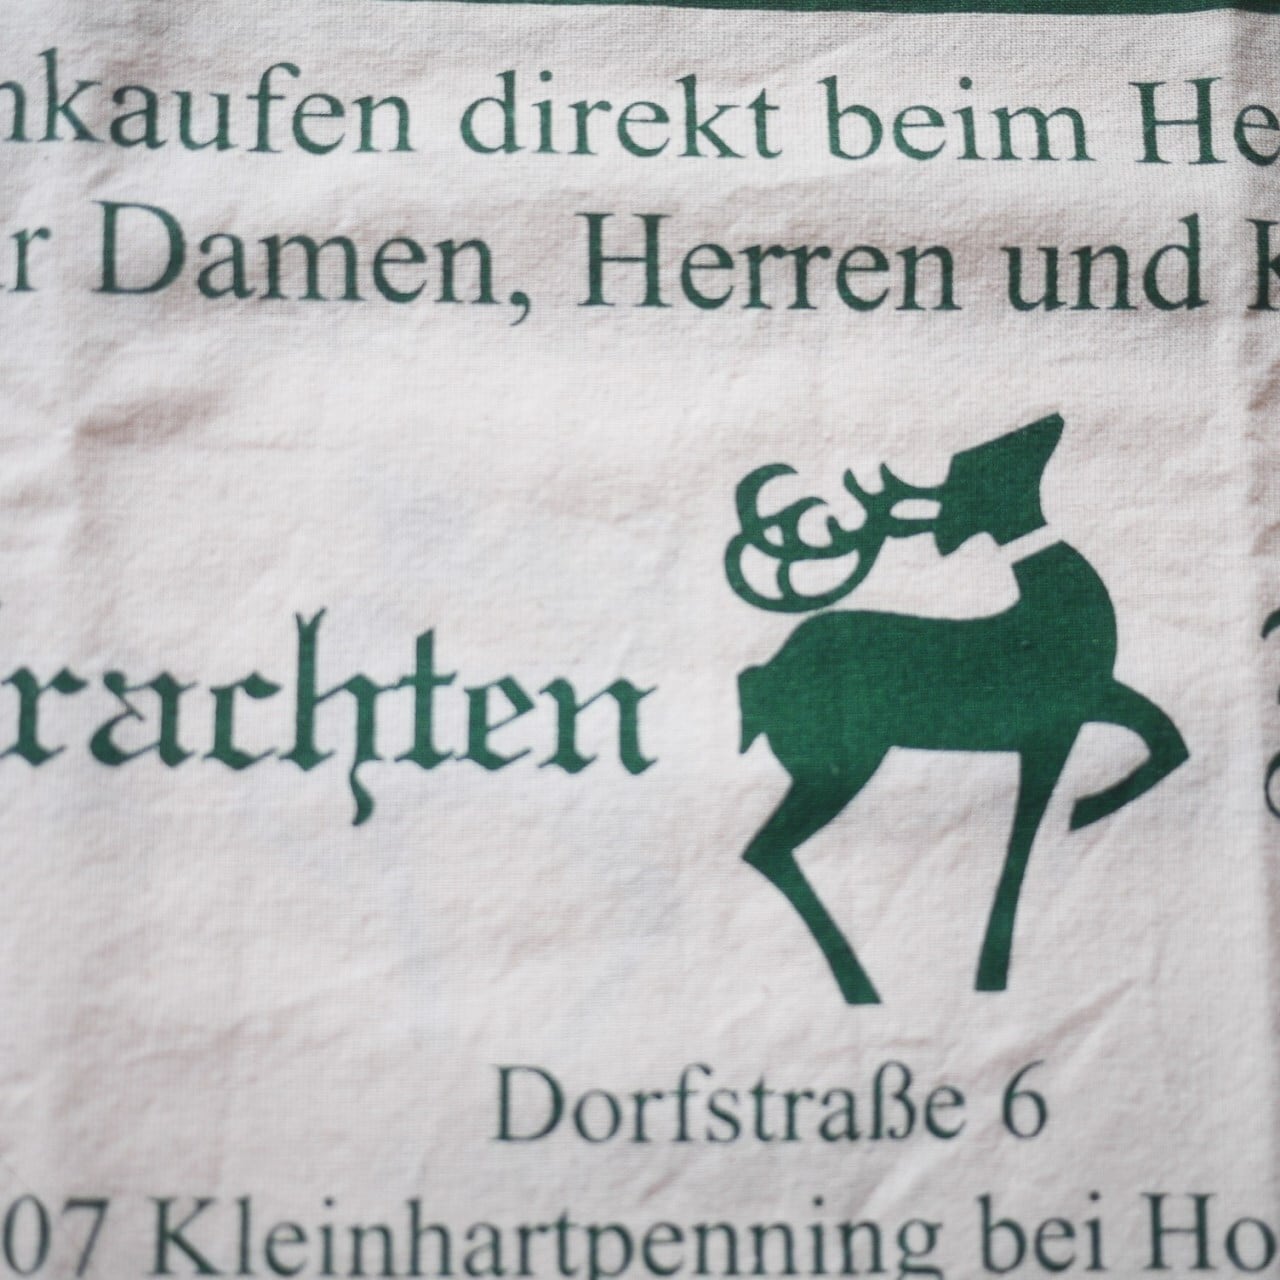 nkaufen direkt beim He
r Damen, Herren und K
rachten
Dorfstraße 6
07 Kleinhartpenning bei Ho